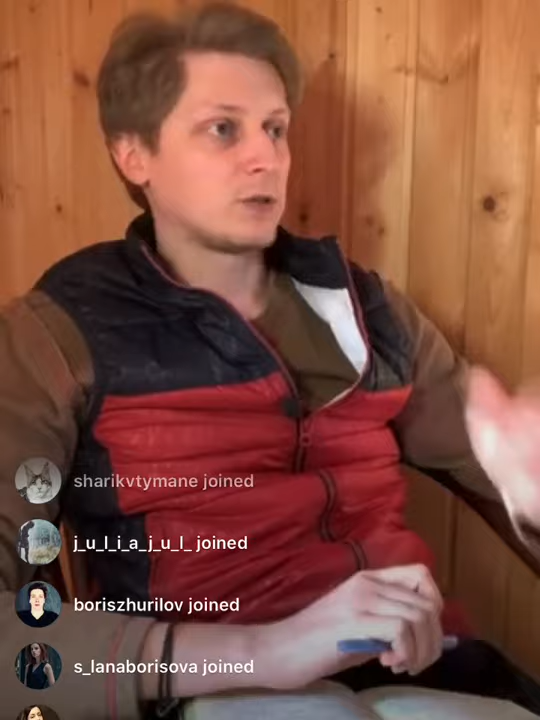 sharikvtymane joined
j_u_l_i_a_j_u_l_ joined
boriszhurilov joined
s_lanaborisova joined